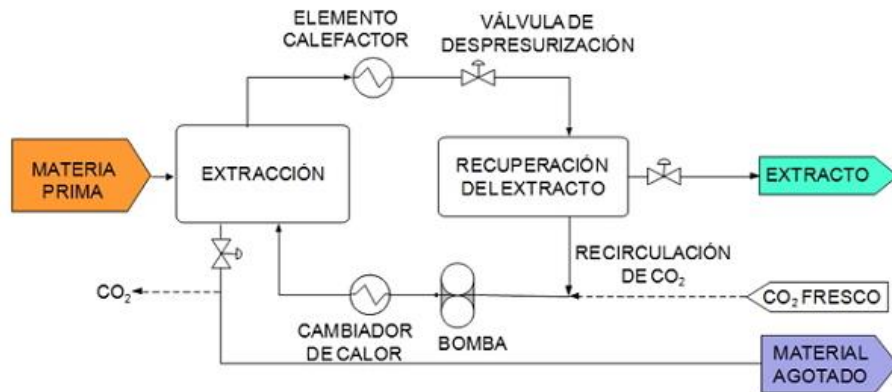 ELEMENTO
CALEFACTOR
VÁLVULA DE
DESPRESURIZACIÓN
MATERIA
PRIMA
EXTRACCIÓN
RECUPERACIÓN
DELEXTRACTO
EXTRACTO
RECIRCULACIÓN
DE CO₂
CO₂
CO₂ FRESCO
CAMBIADOR
DE CALOR
BOMBA
MATERIAL
AGOTADO